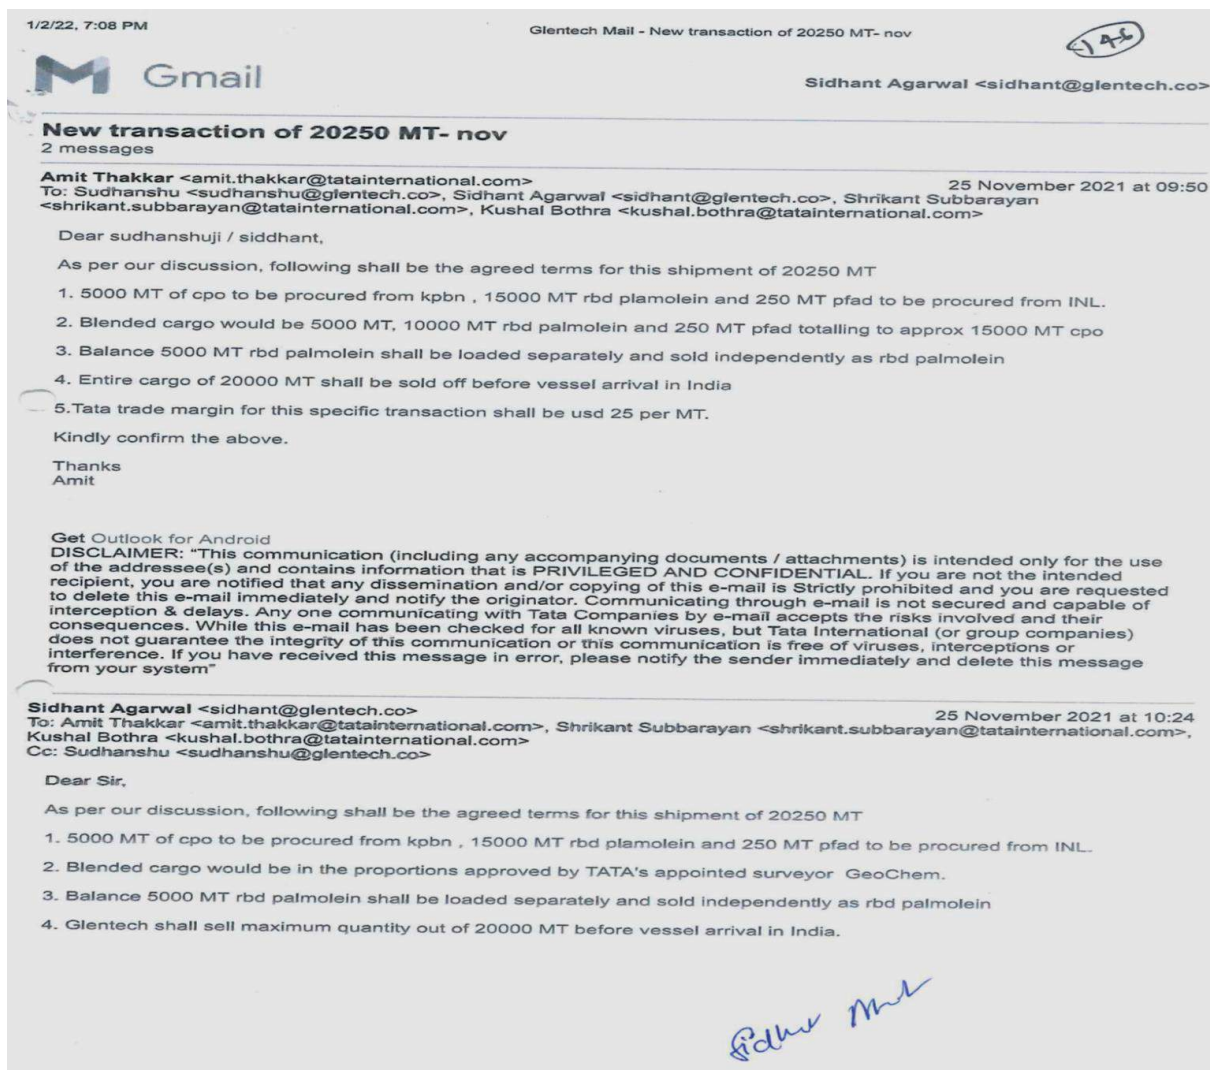 1/2/22, 7:08 PM
Glentech Mail - New transaction of 20250 MT- nov
Gmail
Sidhant Agarwal <sidhant@glentech.co>
New transaction of 20250 MT- nov
2 messages
Amit Thakkar <amit.thakkar@tatainternational.com>
25 November 2021 at 09:50
To: Sudhanshu <sudhanshu@glentech.co>, Sidhant Agarwal <sidhant@glentech.co>, Shrikant Subbarayan
<shrikant.subbarayan@tatainternational.com>, Kushal Bothra <kushal.bothra@tatainternational.com>
Dear sudhanshuji / siddhant,
As per our discussion, following shall be the agreed terms for this shipment of 20250 MT
1. 5000 MT of cpo to be procured from kpbn , 15000 MT rbd plamolein and 250 MT pfad to be procured from INL.
2. Blended cargo would be 5000 MT, 10000 MT rbd palmolein and 250 MT pfad totalling to approx 15000 MT cpo
3. Balance 5000 MT rbd palmolein shall be loaded separately and sold independently as rbd palmolein
4. Entire cargo of 20000 MT shall be sold off before vessel arrival in India
5.Tata trade margin for this specific transaction shall be usd 25 per MT.
Kindly confirm the above.
Thanks
Amit
Get Outlook for Android
DISCLAIMER: "This communication (including any accompanying documents / attachments) is intended only for the use
of the addressee(s) and contains information that is PRIVILEGED AND CONFIDENTIAL. If you are not the intended
recipient, you are notified that any dissemination and/or copying of this e-mail is Strictly prohibited and you are requested
to delete this e-mail immediately and notify the originator. Communicating through e-mail is not secured and capable of
interception & delays. Any one communicating with Tata Companies by e-mail accepts the risks involved and their
consequences. While this e-mail has been checked for all known viruses, but Tata International (or group companies)
does not guarantee the integrity of this communication or this communication is free of viruses, interceptions or
interference. If you have received this message in error, please notify the sender immediately and delete this message
from your system"
Sidhant Agarwal <sidhant@glentech.co>
25 November 2021 at 10:24
To: Amit Thakkar <amit.thakkar@tatainternational.com>, Shrikant Subbarayan <shrikant.subbarayan@tatainternational.com>,
Kushal Bothra <kushal.bothra@tatainternational.com>
Cc: Sudhanshu <sudhanshu@glentech.co>
Dear Sir,
As per our discussion, following shall be the agreed terms for this shipment of 20250 MT
1. 5000 MT of cpo to be procured from kpbn , 15000 MT rbd plamolein and 250 MT pfad to be procured from INL.
2. Blended cargo would be in the proportions approved by TATA's appointed surveyor GeoChem.
3. Balance 5000 MT rbd palmolein shall be loaded separately and sold independently as rbd palmolein
4. Glentech shall sell maximum quantity out of 20000 MT before vessel arrival in India.